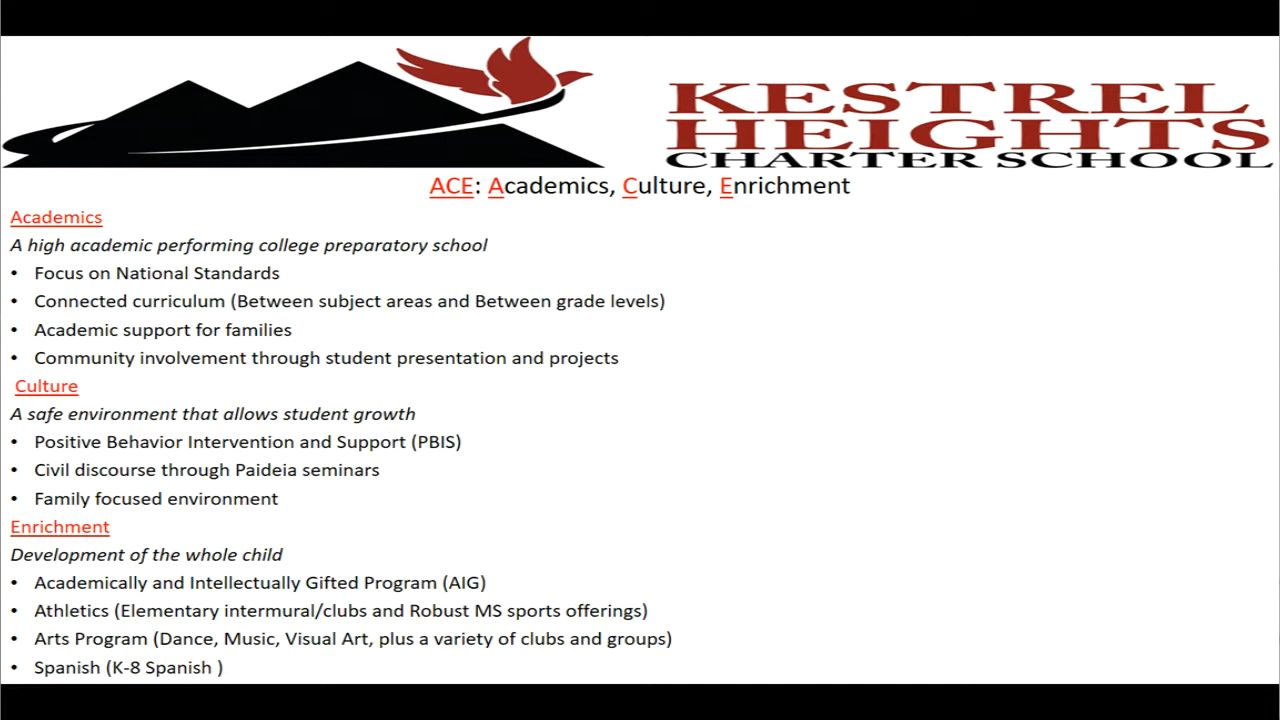 KESTREL
HEIGHTS
CHARTER SCHOOL
ACE: Academics, Culture, Enrichment
Academics
A high academic performing college preparatory school
• Focus on National Standards
• Connected curriculum (Between subject areas and Between grade levels)
• Academic support for families
• Community involvement through student presentation and projects
Culture
A safe environment that allows student growth
• Positive Behavior Intervention and Support (PBIS)
• Civil discourse through Paideia seminars
• Family focused environment
Enrichment
Development of the whole child
• Academically and Intellectually Gifted Program (AIG)
• Athletics (Elementary intermural/clubs and Robust MS sports offerings)
• Arts Program (Dance, Music, Visual Art, plus a variety of clubs and groups)
• Spanish (K-8 Spanish )